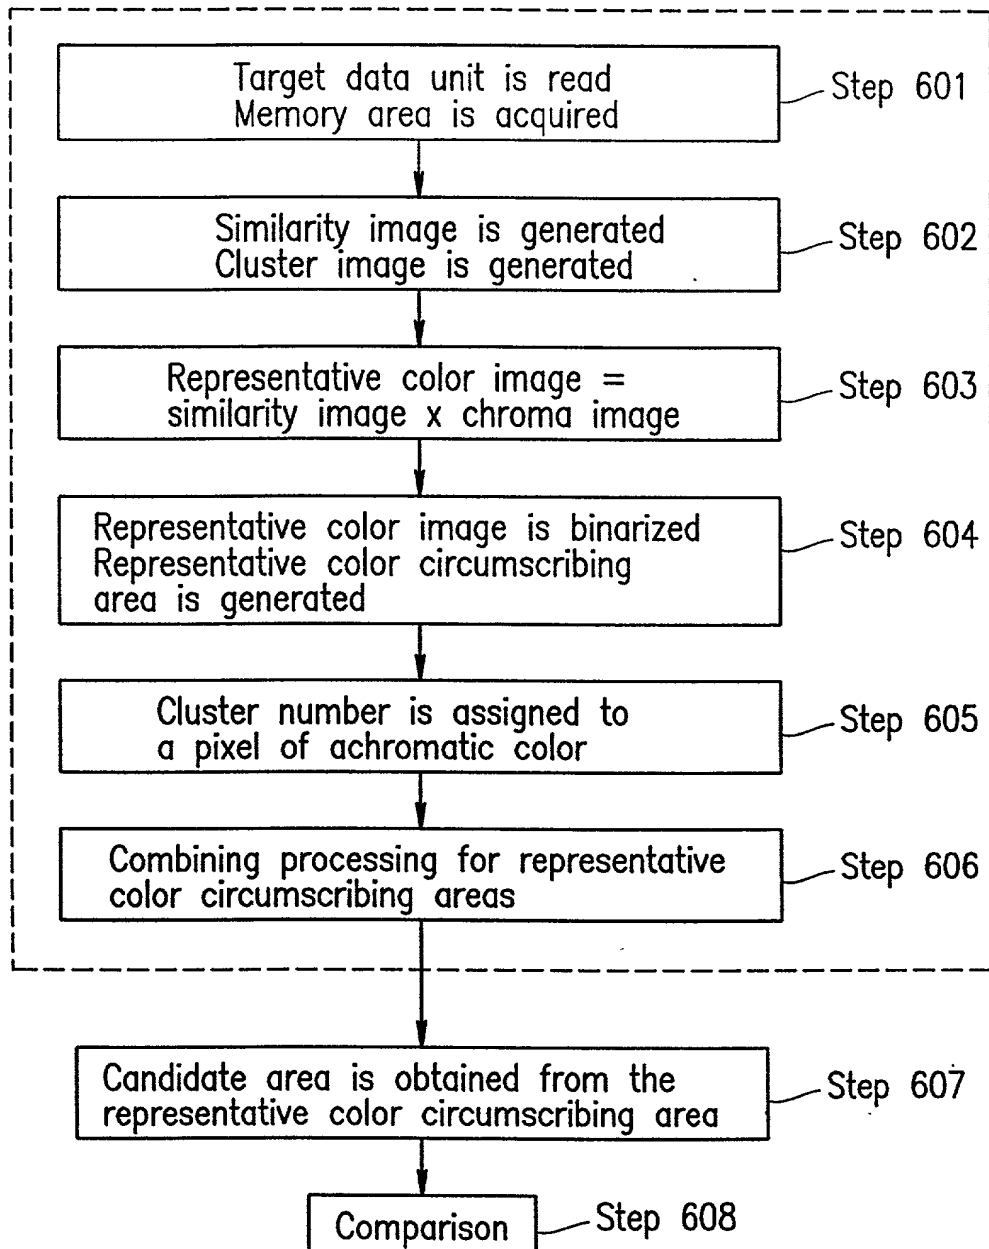 Target data unit is read
Memory area is acquired
Step 601
Similarity image is generated
Cluster image is generated
Step 602
Representative color image =
similarity image x chroma image
Step 603
Representative color image is binarized
Representative color circumscribing
area is generated
Step 604
Cluster number is assigned to
a pixel of achromatic color
Step 605
Combining processing for representative
color circumscribing areas
Step 606
Candidate area is obtained from the
representative color circumscribing area
Step 607
Comparison
Step 608